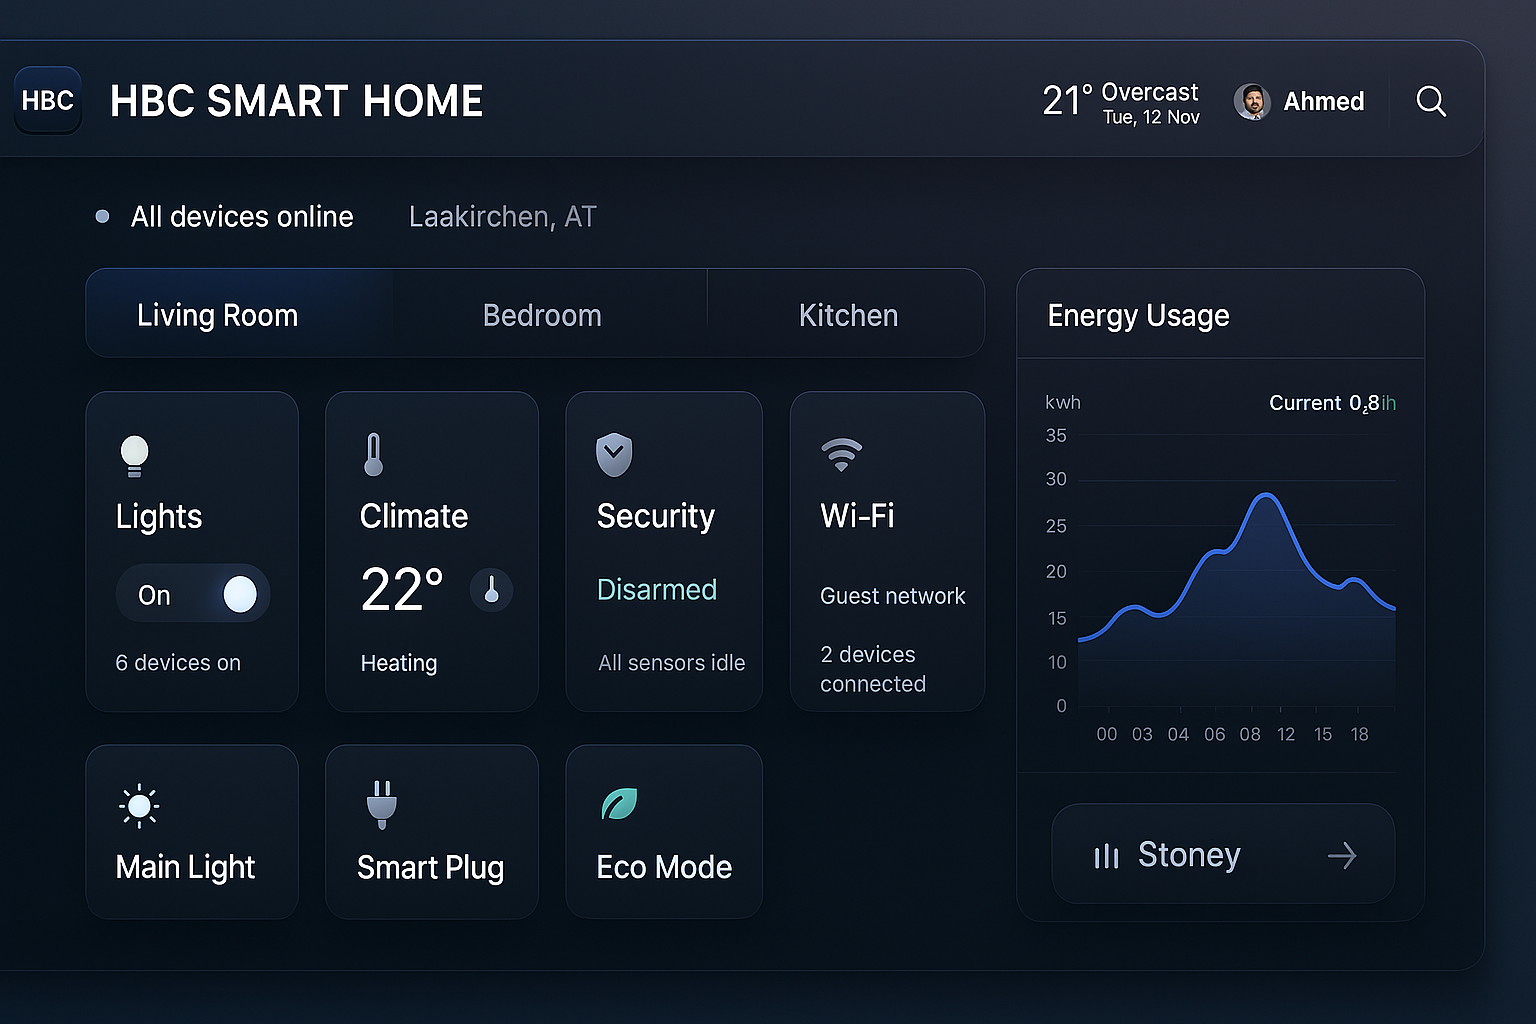 HBC
HBC SMART HOME
21° Overcast
Tue, 12 Nov
Ahmed
All devices online
Laakirchen, AT
Living Room
Bedroom
Kitchen
Lights
On
6 devices on
Climate
22°
Heating
Security
Disarmed
All sensors idle
Wi-Fi
Guest network
2 devices
connected
Main Light
Smart Plug
Eco Mode
Energy Usage
kwh
Current
35
30
25
20
15
10
0
00 03 04 06 08 12 15 18
Stoney